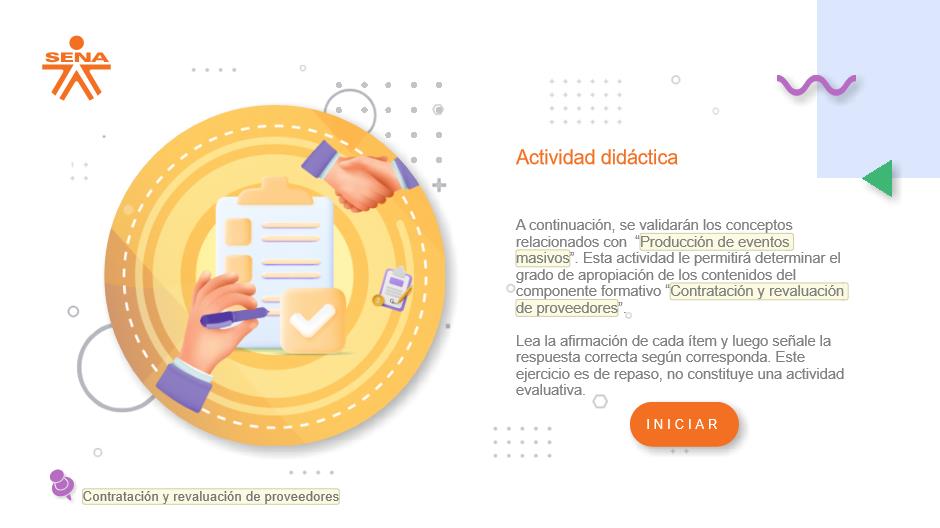 SENA
Actividad didáctica
A continuación, se validarán los conceptos
relacionados con “Producción de eventos
masivos”. Esta actividad le permitirá determinar el
grado de apropiación de los contenidos del
componente formativo “Contratación y revaluación
de proveedores”.
Lea la afirmación de cada ítem y luego señale la
respuesta correcta según corresponda. Este
ejercicio es de repaso, no constituye una actividad
evaluativa.
INICIAR
Contratación y revaluación de proveedores